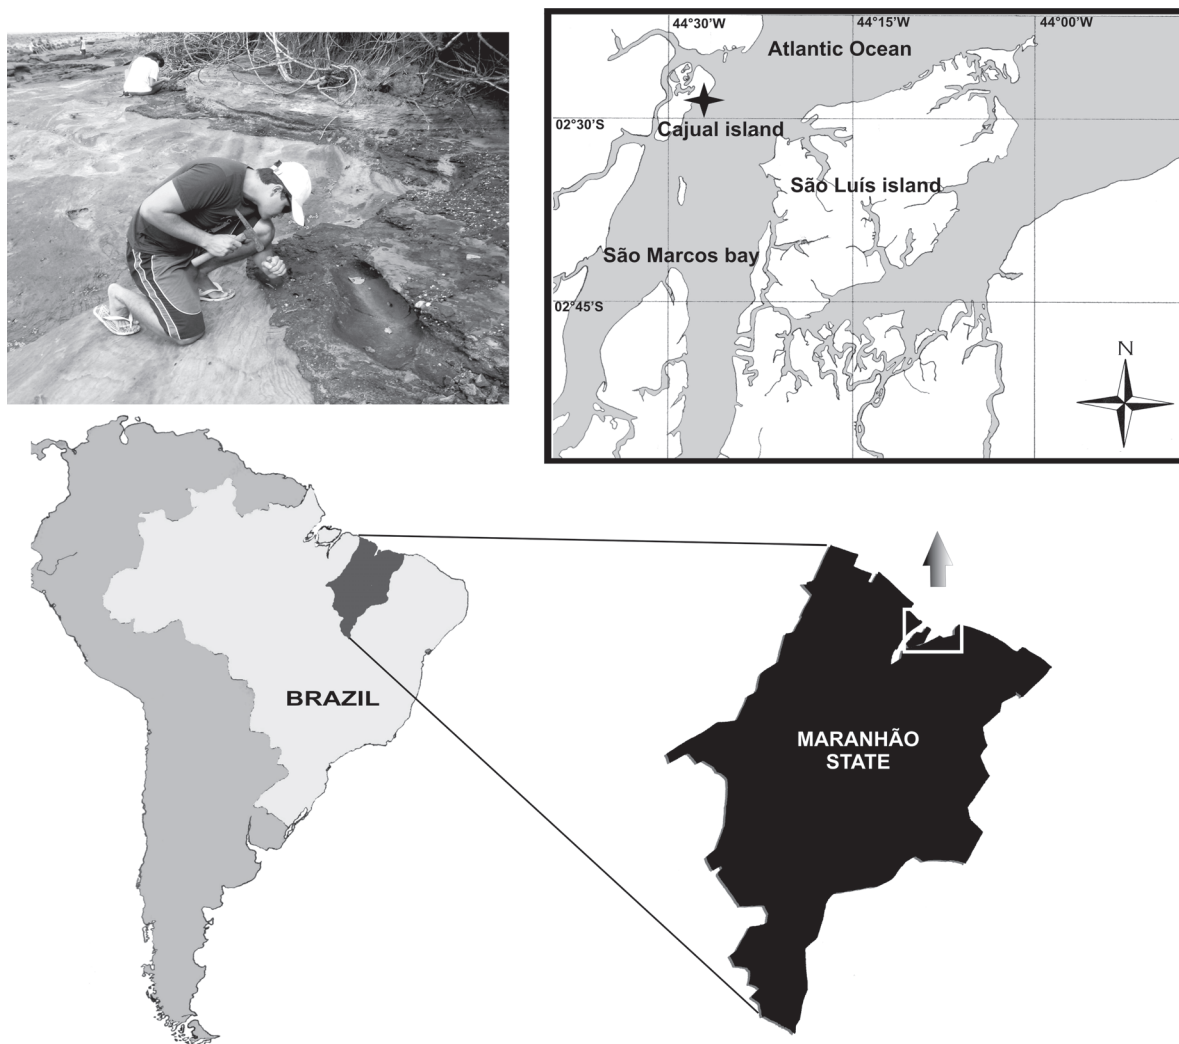 44°30'W
44°15'W
44°00'W
Atlantic Ocean
02°30'S
Cajual island
São Luís island
São Marcos bay
02°45'S
N
BRAZIL
MARANHÃO
STATE